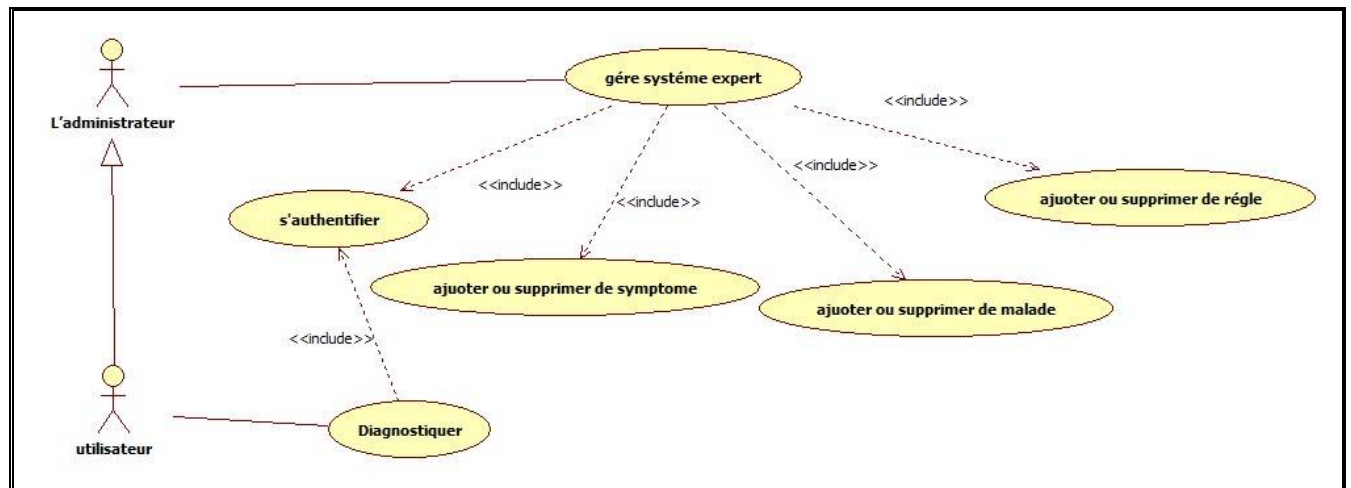 gére systéme expert
<<include>>
L'administrateur
<<include>>
<<include>>
<<include>>
ajuoter ou supprimer de régle
s'authentifier
ajuoter ou supprimer de symptome
ajuoter ou supprimer de malade
<<include>>
Diagnostiquer
utilisateur